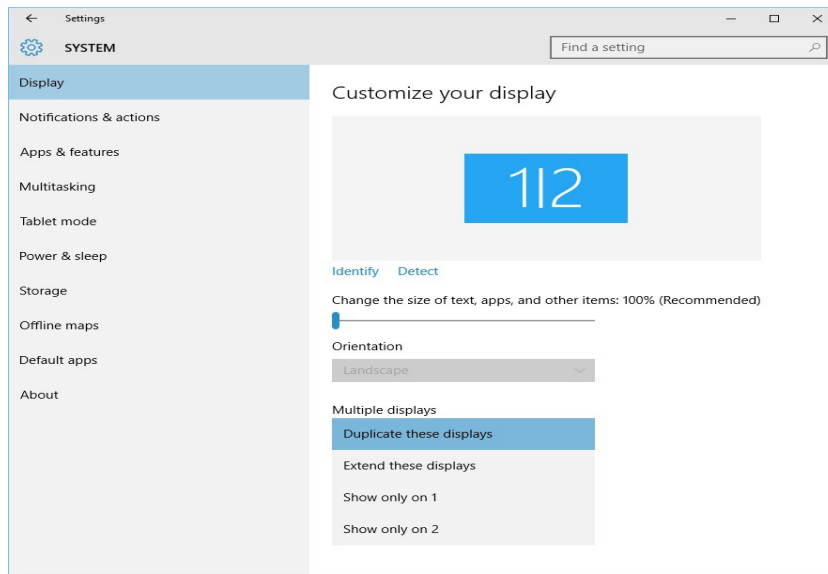 Settings
SYSTEM
Find a setting
Display
Notifications & actions
Apps & features
Multitasking
Tablet mode
Power & sleep
Storage
Offline maps
Default apps
About
Customize your display
1|2
Identify Detect
Change the size of text, apps, and other items: 100% (Recommended)
Orientation
Landscape
Multiple displays
Duplicate these displays
Extend these displays
Show only on 1
Show only on 2